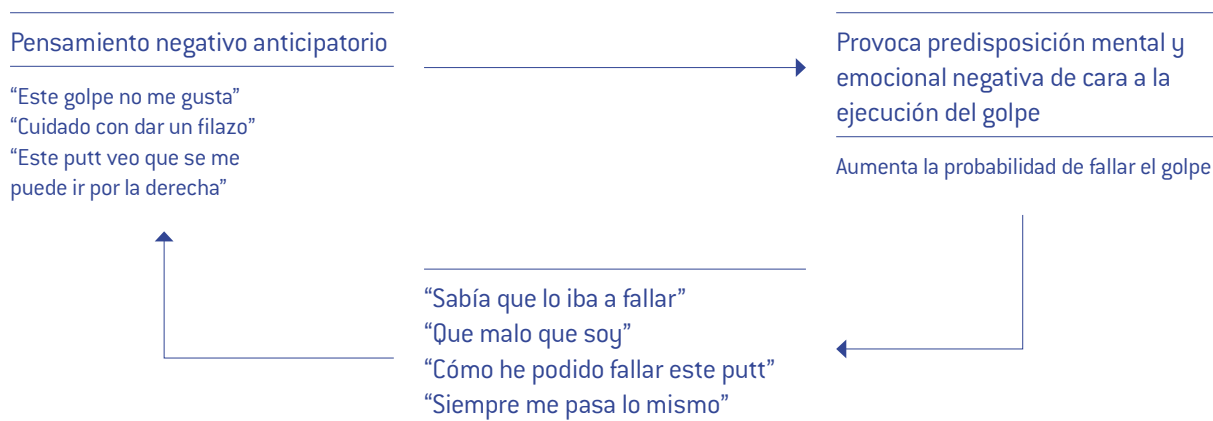 Pensamiento negativo anticipatorio
“Este golpe no me gusta”
“Cuidado con dar un filazo”
“Este putt veo que se me
puede ir por la derecha”
Provoca predisposición mental y
emocional negativa de cara a la
ejecución del golpe
Aumenta la probabilidad de fallar el golpe
“Sabía que lo iba a fallar”
“Que malo que soy”
“Cómo he podido fallar este putt”
“Siempre me pasa lo mismo”